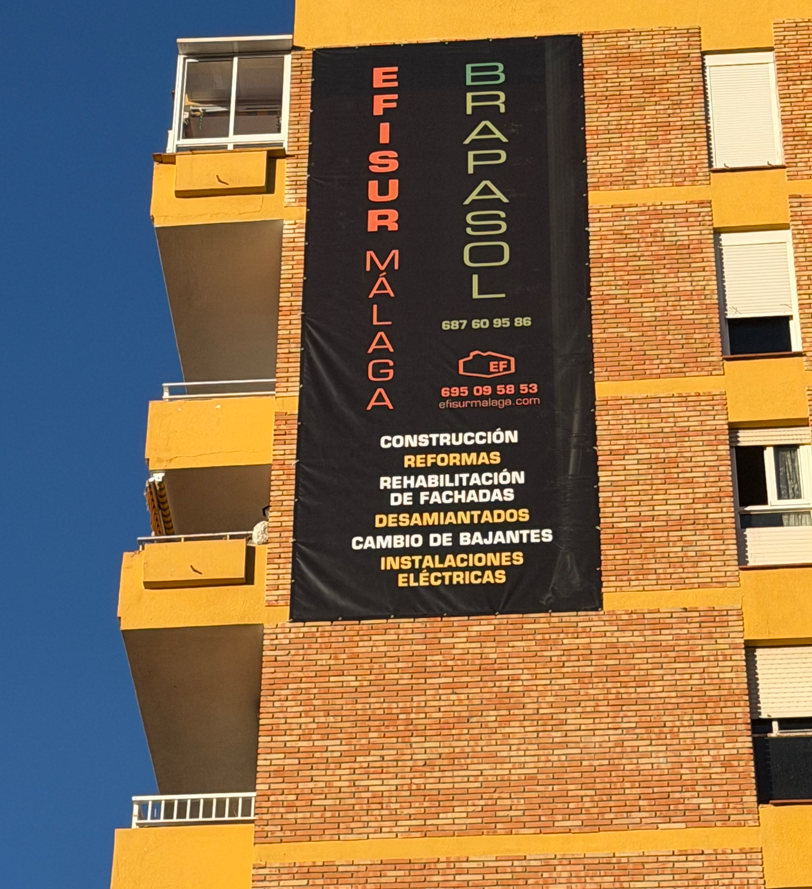 EFISUR MÁLAGA
BRAPASOL
687 60 95 86
EF
695 09 58 53
efisurmalaga.com
CONSTRUCCIÓN
REFORMAS
REHABILITACIÓN
DE FACHADAS
DESAMIANTADOS
CAMBIO DE BAJANTES
INSTALACIONES
ELÉCTRICAS